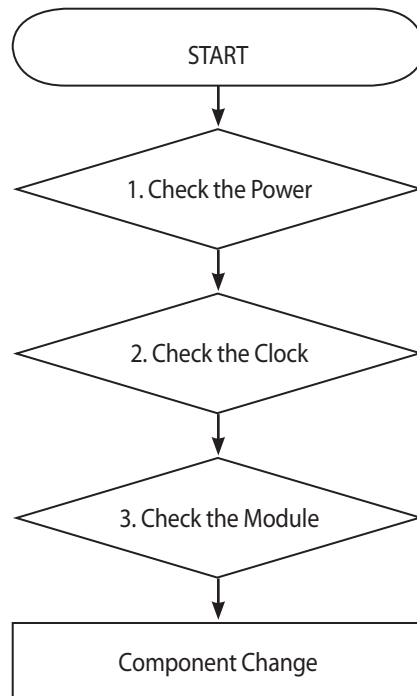 START
1. Check the Power
2. Check the Clock
3. Check the Module
Component Change